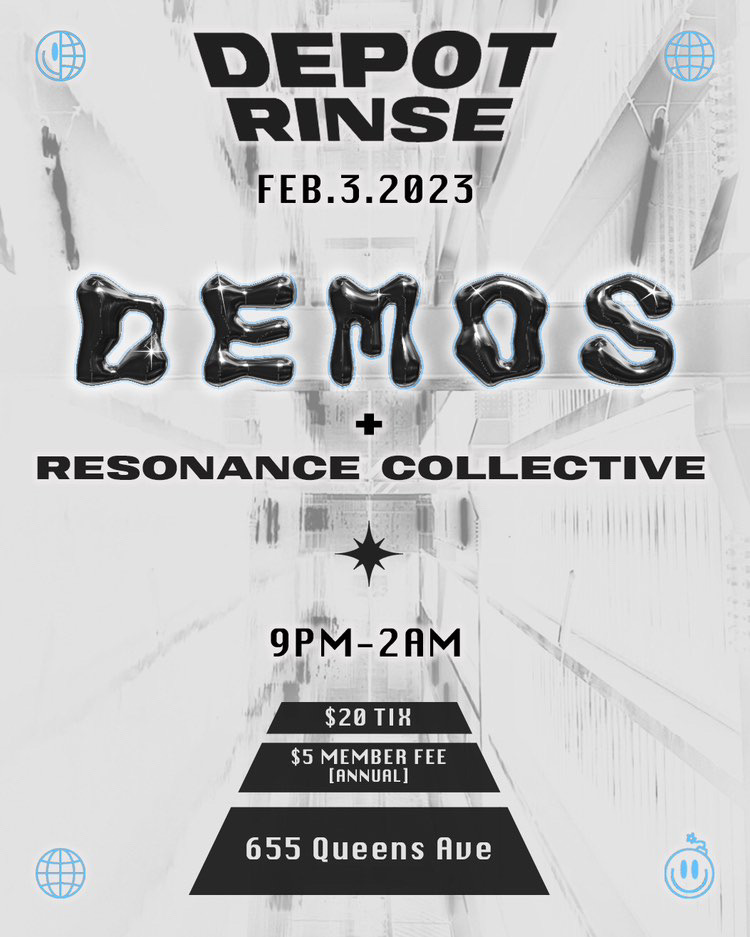 DEPOT
RINSE
FEB.3.2023
DEMOS
+
RESONANCE COLLECTIVE
9PM-2AM
$20 TIX
$5 MEMBER FEE
[ANNUAL]
655 Queens Ave